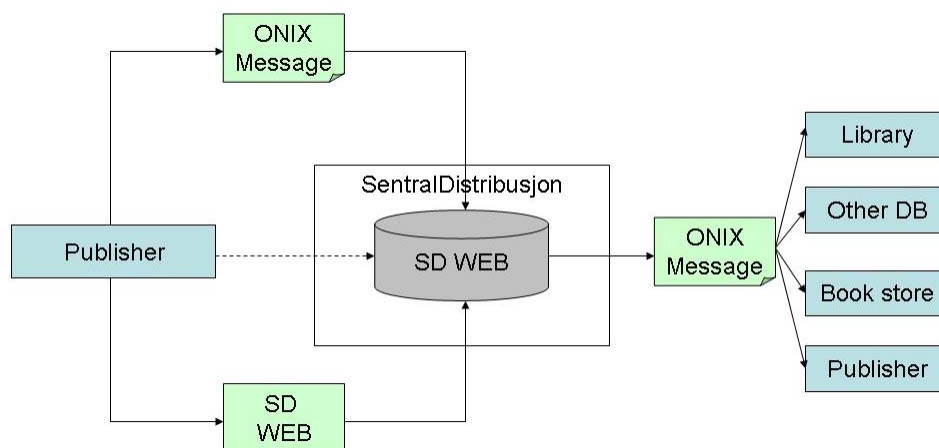 ONIX
Message
SentralDistribusjon
Publisher
SD WEB
SD
WEB
ONIX
Message
Library
Other DB
Book store
Publisher